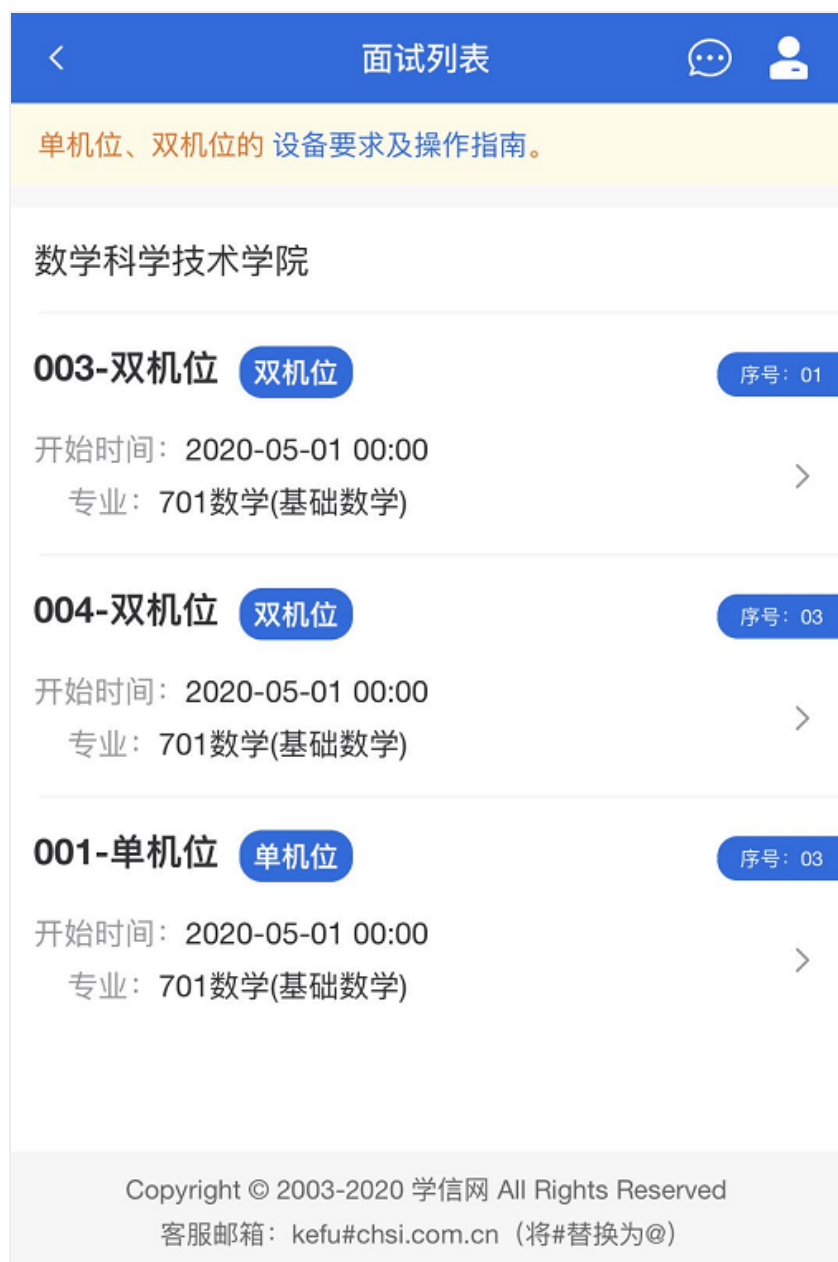 面试列表
单机位、双机位的 设备要求及操作指南。
数学科学技术学院
003-双机位 双机位 序号：01
开始时间：2020-05-01 00:00
专业：701数学(基础数学)
004-双机位 双机位 序号：03
开始时间：2020-05-01 00:00
专业：701数学(基础数学)
001-单机位 单机位 序号：03
开始时间：2020-05-01 00:00
专业：701数学(基础数学)
Copyright © 2003-2020 学信网 All Rights Reserved
客服邮箱：kefu#chsi.com.cn（将#替换为@）